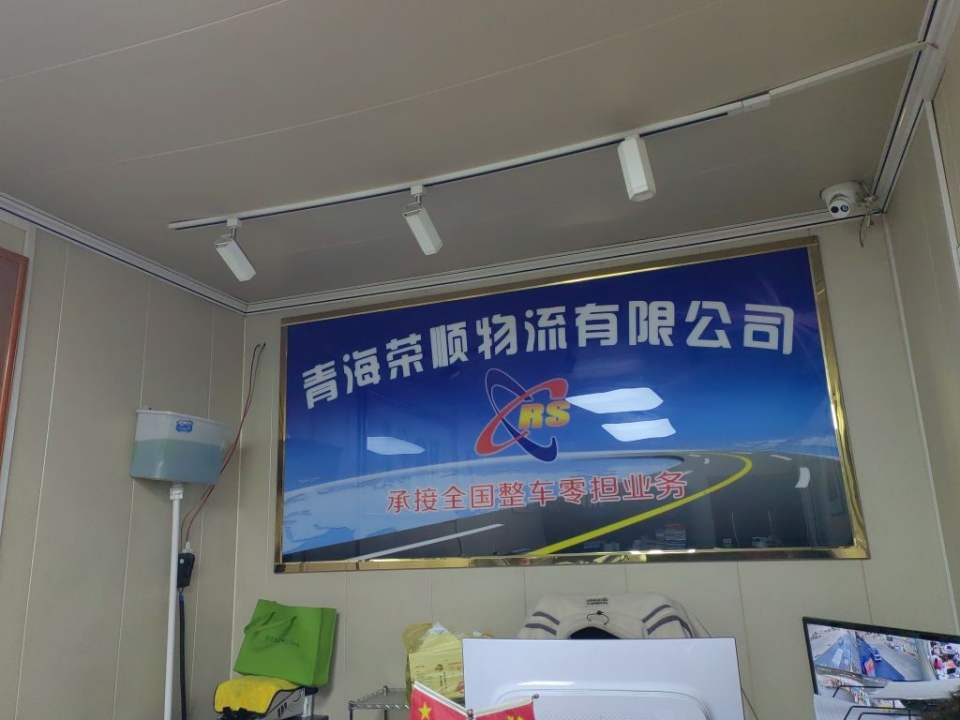 青海荣顺物流有限公司
RS
承接全国整车零担业务